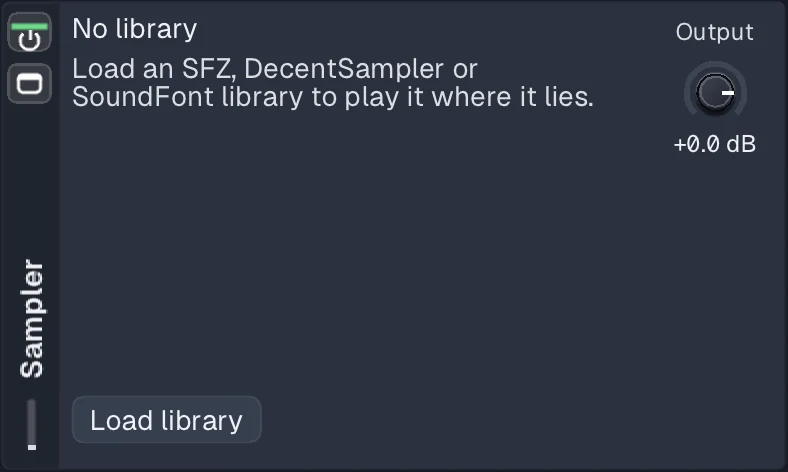 No library
Load an SFZ, DecentSampler or
SoundFont library to play it where it lies.
Output
+0.0 dB
Sampler
Load library